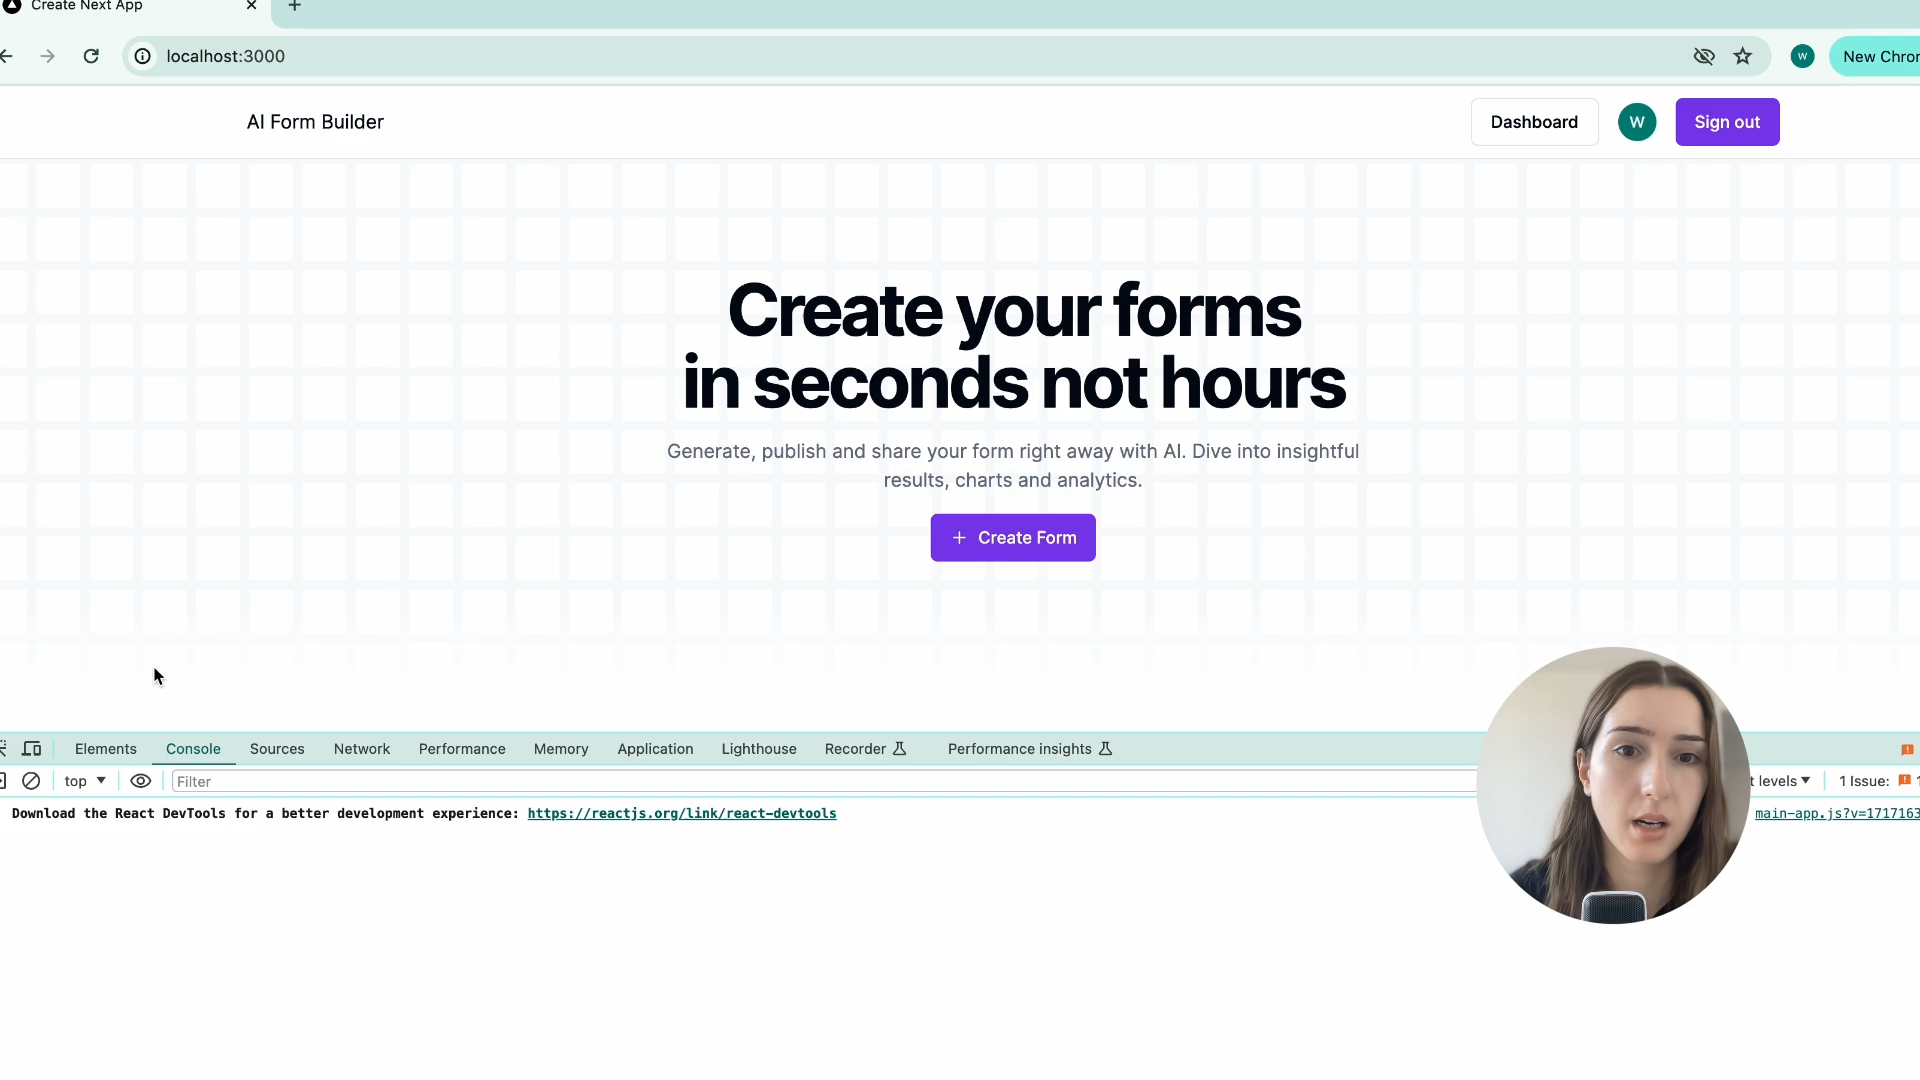 Create Next App
localhost:3000
W
New Chror
AI Form Builder
Dashboard
W
Sign out
Create your forms
in seconds not hours
Generate, publish and share your form right away with AI. Dive into insightful
results, charts and analytics.
+ Create Form
Elements Console Sources Network Performance Memory Application Lighthouse Recorder Performance insights
top
Filter
t levels
1 Issue: 1
Download the React DevTools for a better development experience: https://reactjs.org/link/react-devtools
main-app.js?v=1717163